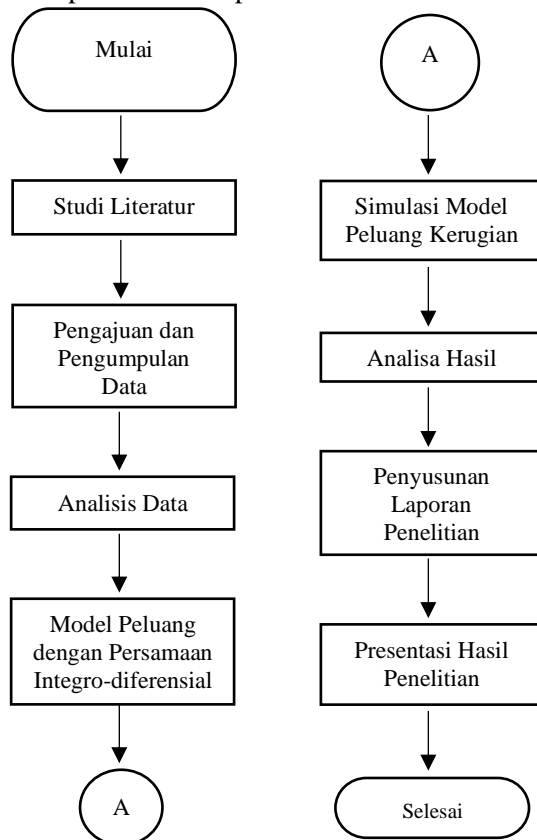 Mulai
Studi Literatur
Pengajuan dan
Pengumpulan
Data
Analisis Data
Model Peluang
dengan Persamaan
Integro-diferensial
A
A
Simulasi Model
Peluang Kerugian
Analisa Hasil
Penyusunan
Laporan
Penelitian
Presentasi Hasil
Penelitian
Selesai